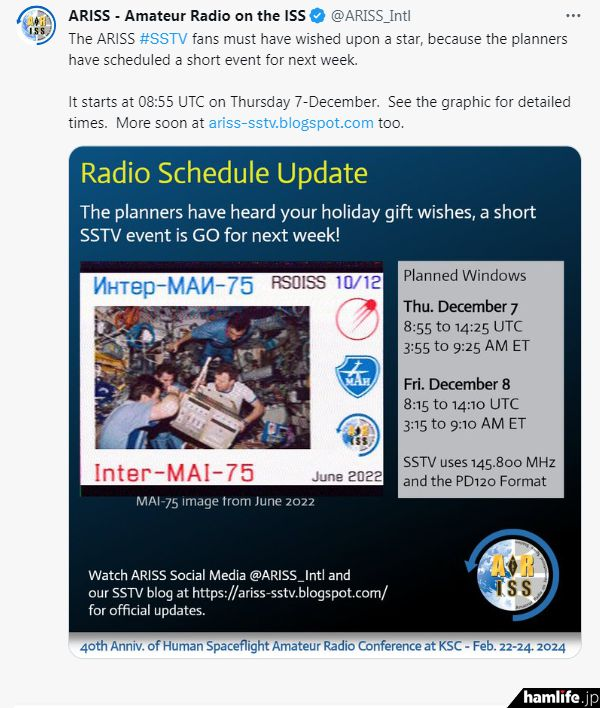 ARISS - Amateur Radio on the ISS @ARISS_Intl ...
The ARISS #SSTV fans must have wished upon a star, because the planners
have scheduled a short event for next week.
It starts at 08:55 UTC on Thursday 7-December. See the graphic for detailed
times. More soon at ariss-sstv.blogspot.com too.
Radio Schedule Update
The planners have heard your holiday gift wishes, a short
SSTV event is GO for next week!
Интер-МАИ-75 RS0ISS 10/12
МАИ
AR
ISS
Inter-MAI-75 June 2022
MAI-75 image from June 2022
Planned Windows
Thu. December 7
8:55 to 14:25 UTC
3:55 to 9:25 AM ET
Fri. December 8
8:15 to 14:10 UTC
3:15 to 9:10 AM ET
SSTV uses 145.800 MHz
and the PD120 Format
Watch ARISS Social Media @ARISS_Intl and
our SSTV blog at https://ariss-sstv.blogspot.com/
for official updates.
AR
ISS
40th Anniv. of Human Spaceflight Amateur Radio Conference at KSC - Feb. 22-24. 2024
hamlife.jp